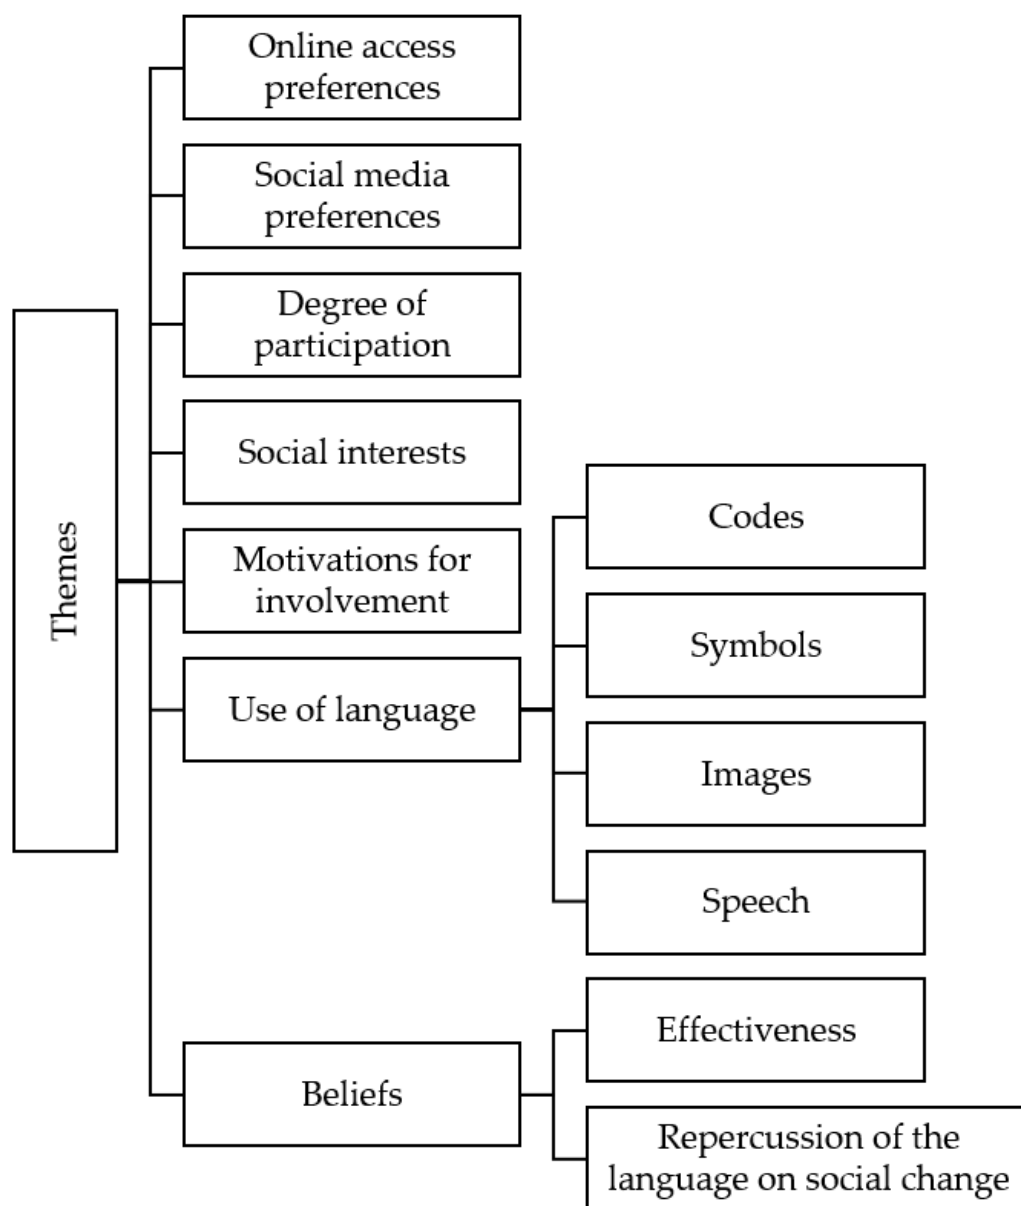 Themes
Online access
preferences
Social media
preferences
Degree of
participation
Social interests
Motivations for
involvement
Use of language
Codes
Symbols
Images
Speech
Beliefs
Effectiveness
Repercussion of the
language on social change